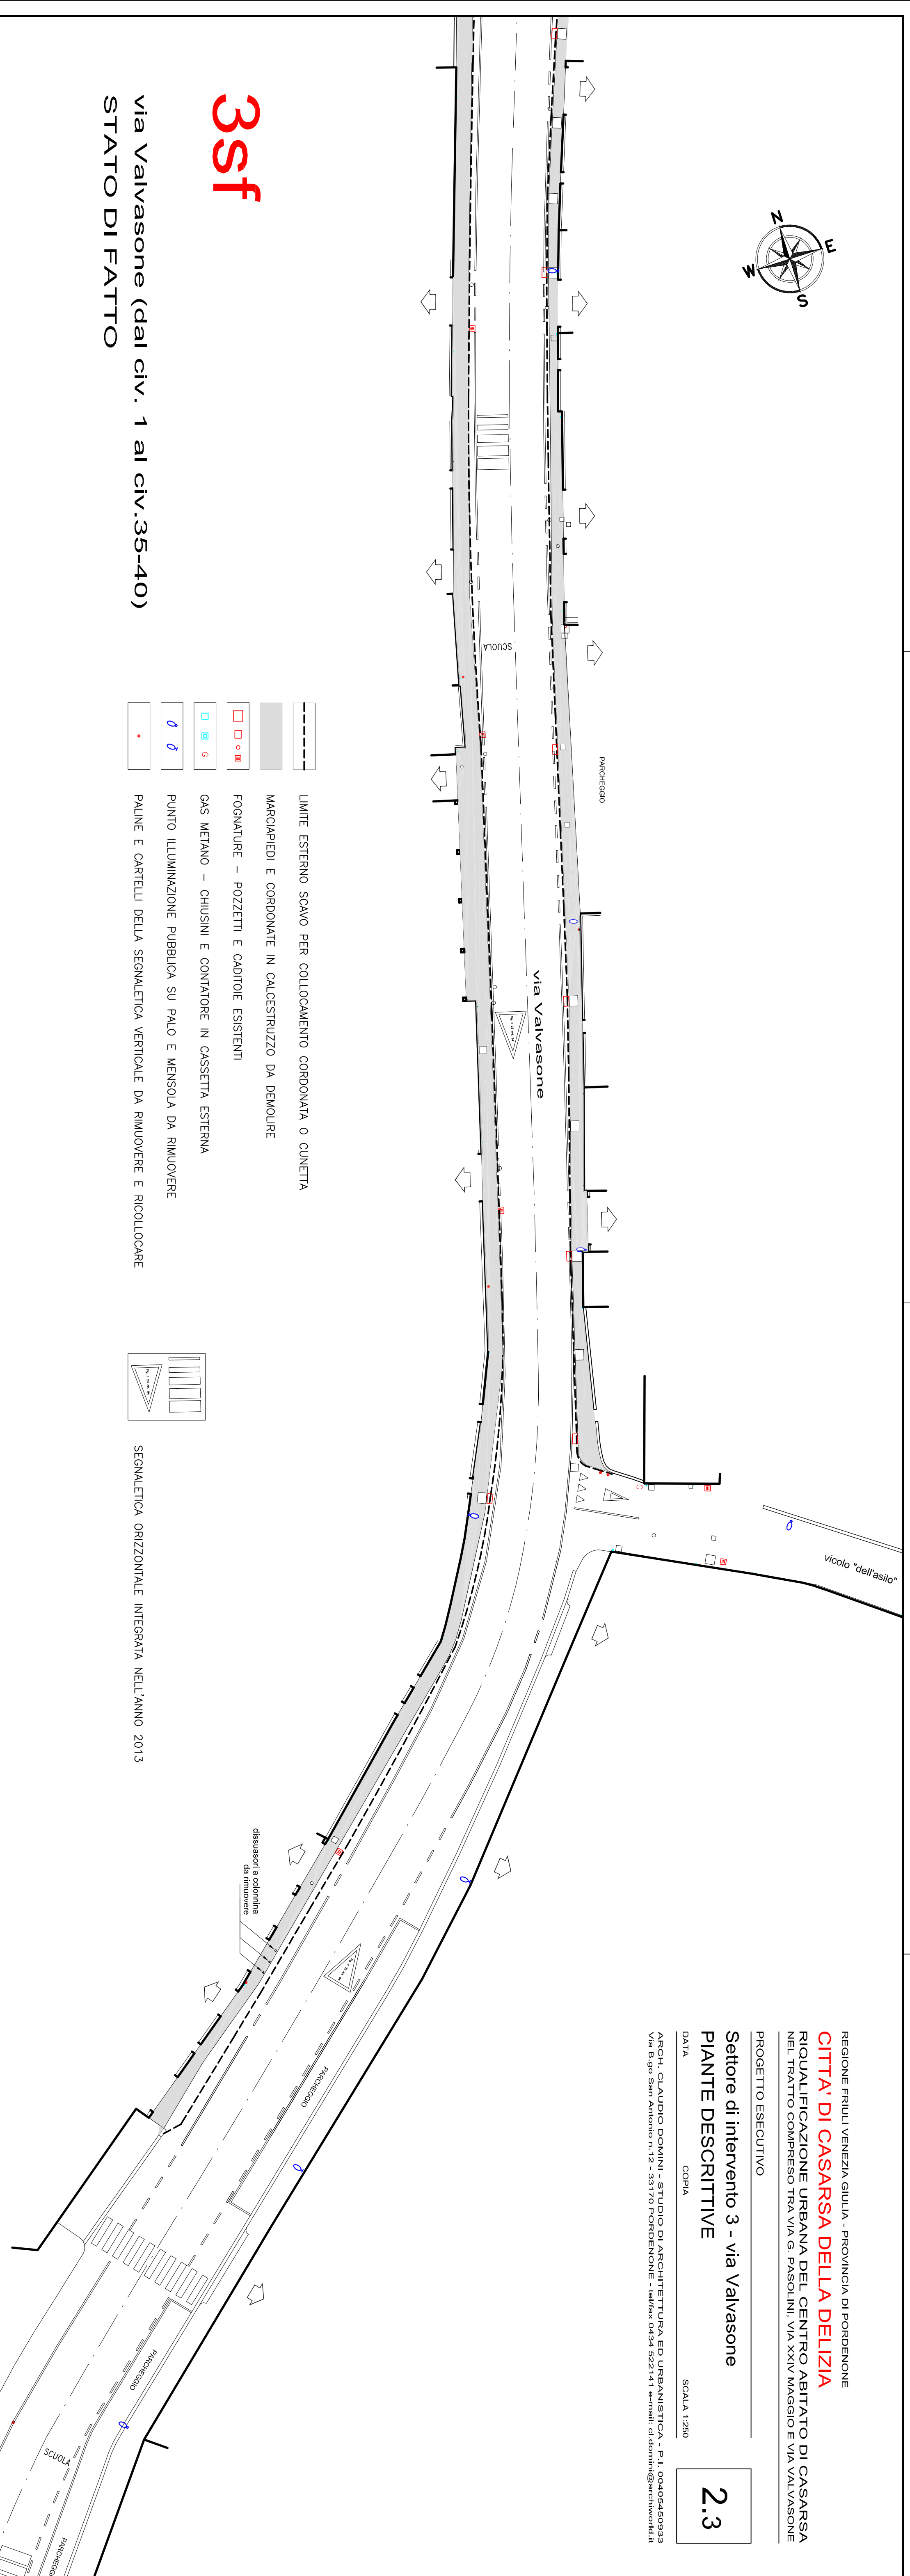 REGIONE FRIULI VENEZIA GIULIA - PROVINCIA DI PORDENONE
CITTA' DI CASARSA DELLA DELIZIA
RIQUALIFICAZIONE URBANA DEL CENTRO ABITATO DI CASARSA
NEL TRATTO COMPRESO TRA VIA G. PASOLINI, VIA XXIV MAGGIO E VIA VALVASONE
PROGETTO ESECUTIVO
Settore di intervento 3 - via Valvasone
PIANTE DESCRITTIVE
2.3
DATA COPIA SCALA 1:250
ARCH. CLAUDIO DOMINI - STUDIO DI ARCHITETTURA ED URBANISTICA - P.I. 00405450933
Via B.go San Antonio n.12 - 33170 PORDENONE - tel/fax 0434 522141 e-mail: cl.domini@archiworld.it
N
E
S
W
vicolo "dell'asilo"
PARCHEGGIO
via Valvasone
SCUOLA
G
PARCHEGGIO
PARCHEGGIO
PARCHEGGIO
SCUOLA
dissuasori a colonnina
da rimuovere
3sf
via Valvasone (dal civ. 1 al civ.35-40)
STATO DI FATTO
LIMITE ESTERNO SCAVO PER COLLOCAMENTO CORDONATA O CUNETTA
MARCIAPIEDI E CORDONATE IN CALCESTRUZZO DA DEMOLIRE
FOGNATURE - POZZETTI E CADITOIE ESISTENTI
G
GAS METANO - CHIUSINI E CONTATORE IN CASSETTA ESTERNA
PUNTO ILLUMINAZIONE PUBBLICA SU PALO E MENSOLA DA RIMUOVERE
PALINE E CARTELLI DELLA SEGNALETICA VERTICALE DA RIMUOVERE E RICOLLOCARE
SEGNALETICA ORIZZONTALE INTEGRATA NELL'ANNO 2013